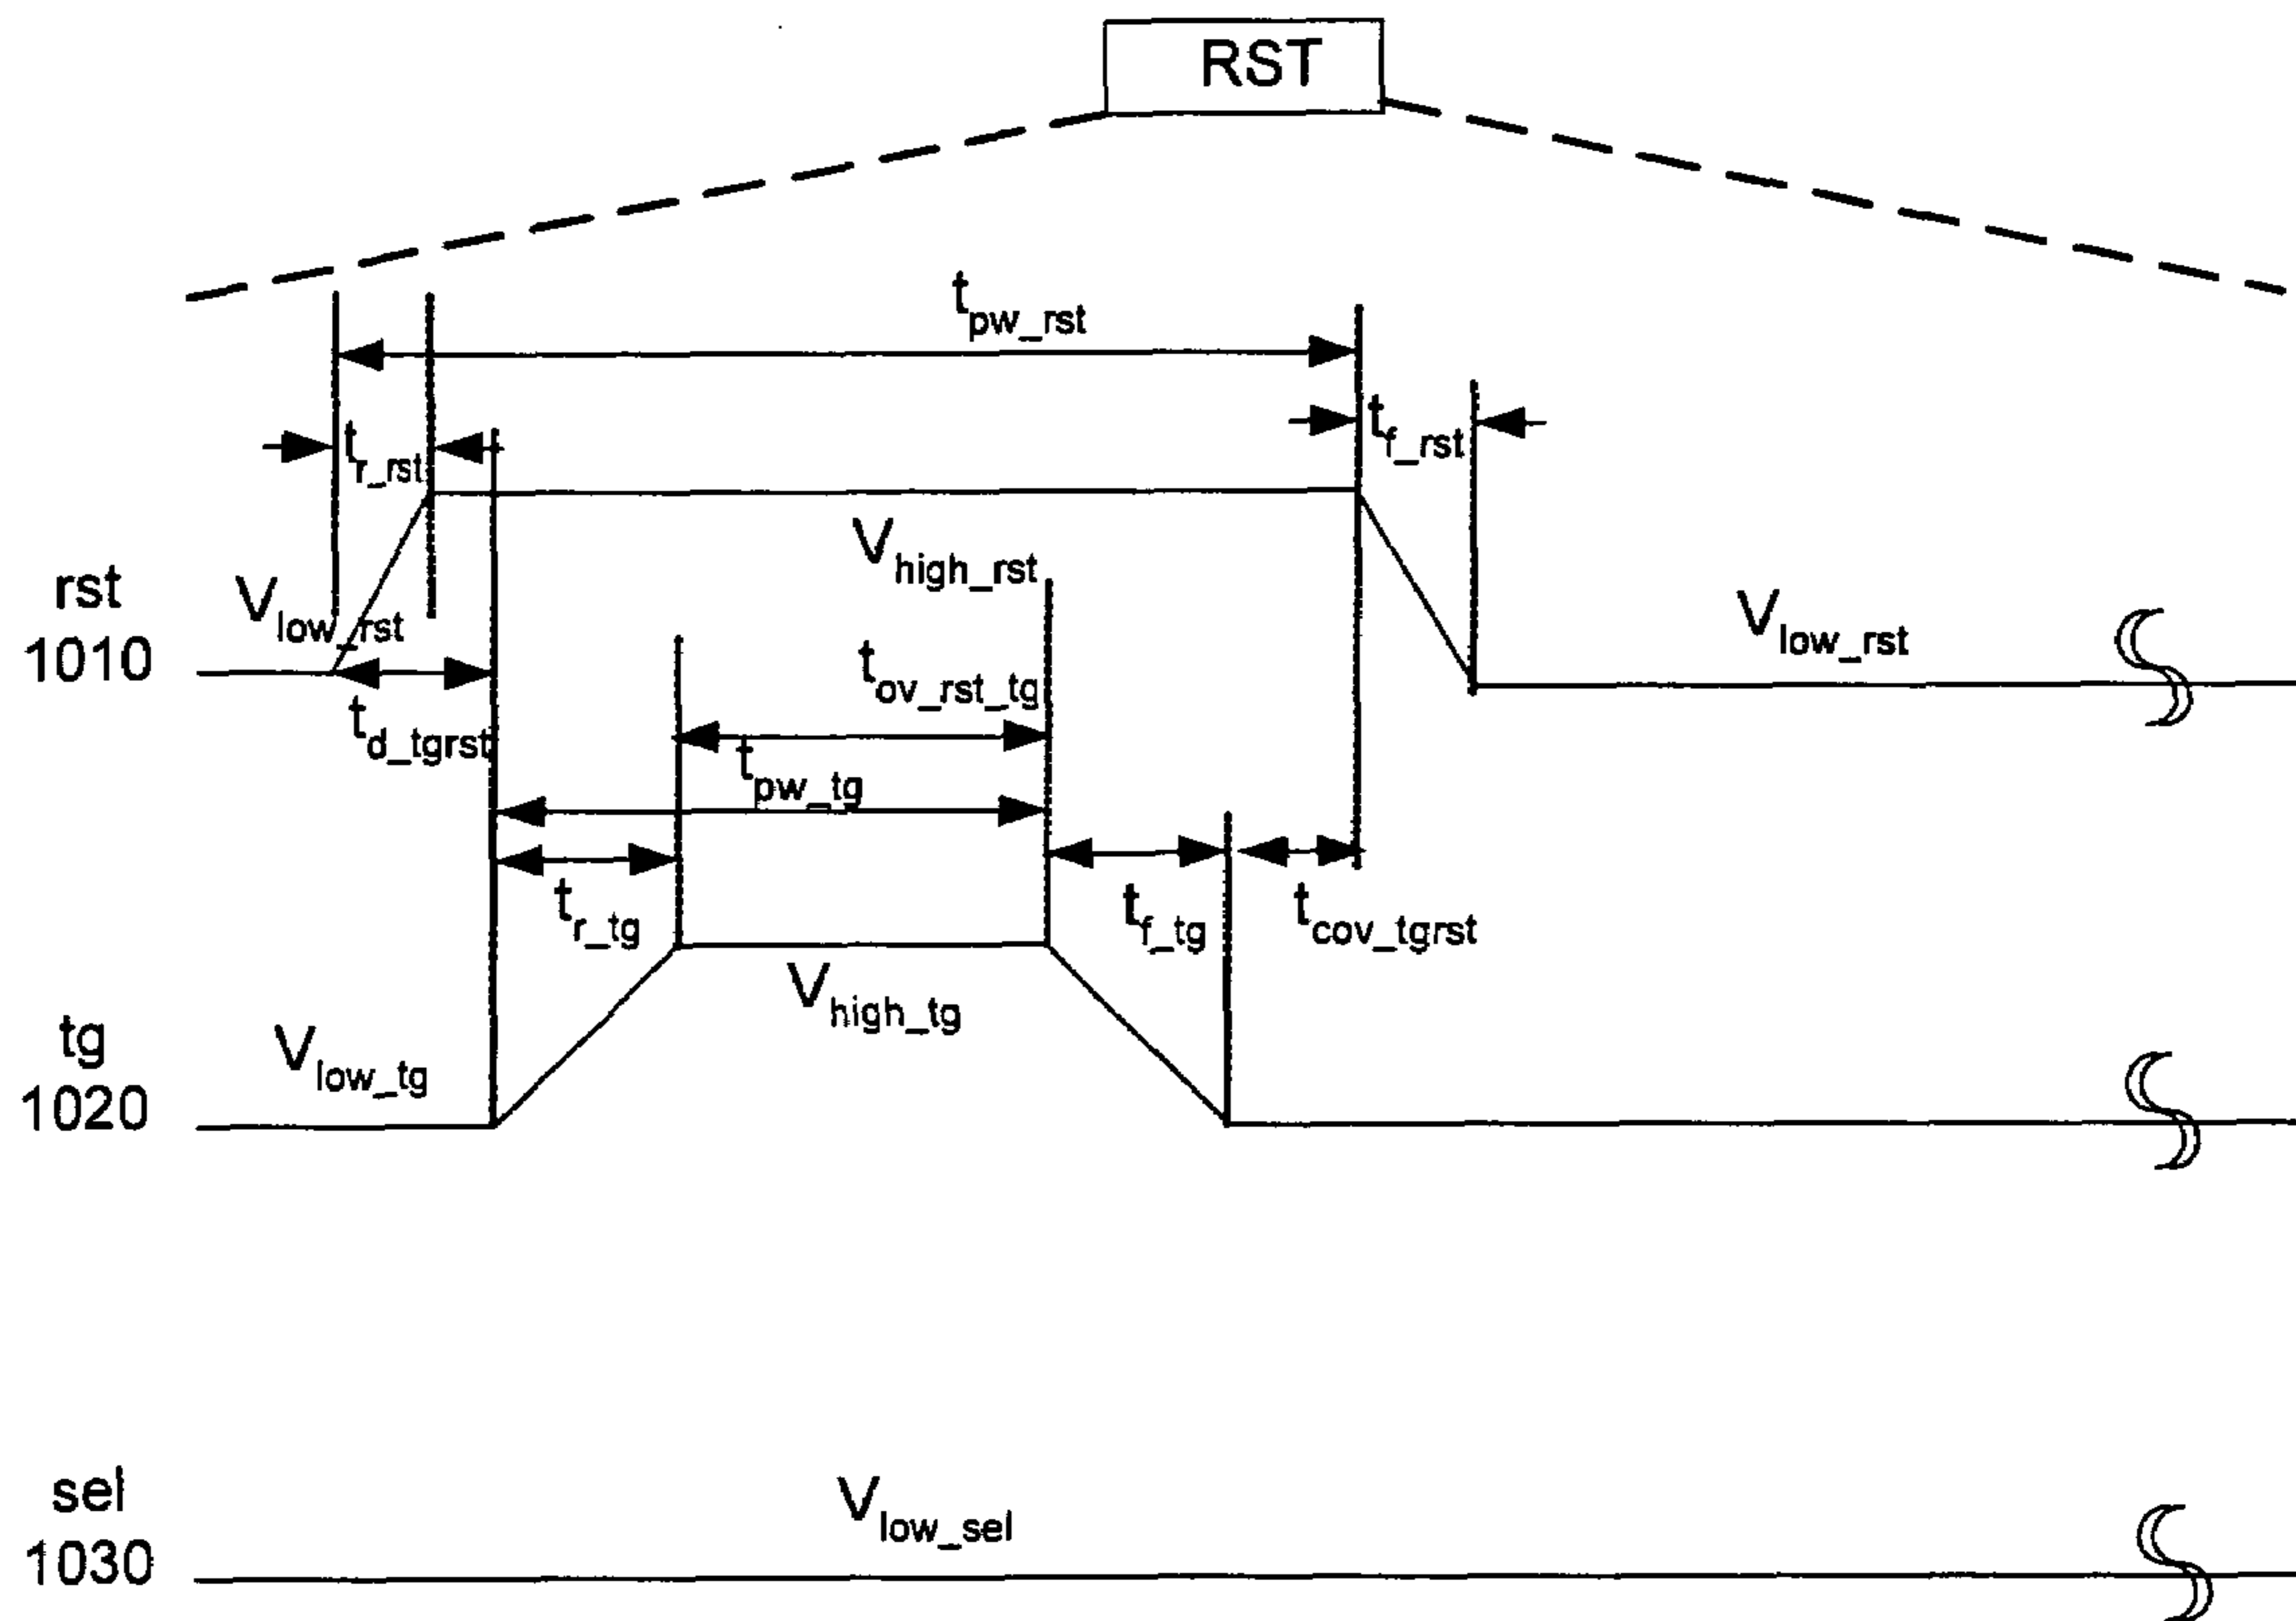 RST
t_pw_rst
t_r_rst
t_f_rst
V_high_rst
rst
1010
V_low_rst
V_low_rst
t_ov_rst_tg
t_d_tgrst
t_pw_tg
t_r_tg
t_f_tg
t_cov_tgrst
V_high_tg
tg
1020
V_low_tg
sel
1030
V_low_sel